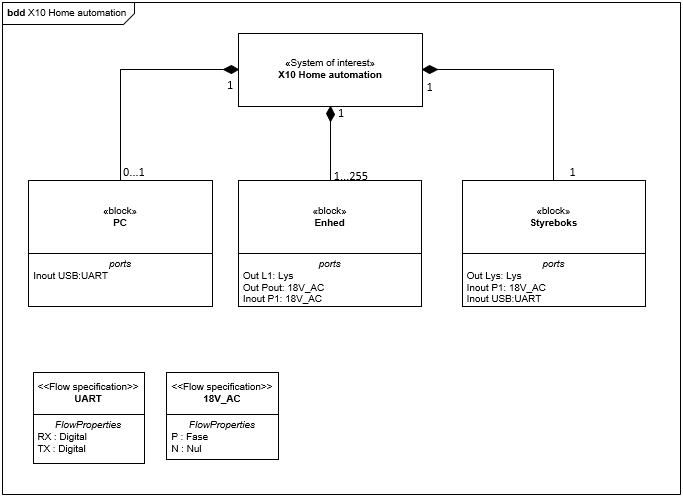 bdd X10 Home automation
«System of interest»
X10 Home automation
1
1
1
0...1
1...255
1
«block»
PC
ports
Inout USB:UART
«block»
Enhed
ports
Out L1: Lys
Out Pout: 18V_AC
Inout P1: 18V_AC
«block»
Styreboks
ports
Out Lys: Lys
Inout P1: 18V_AC
Inout USB:UART
<<Flow specification>>
UART
FlowProperties
RX : Digital
TX : Digital
<<Flow specification>>
18V_AC
FlowProperties
P : Fase
N : Nul